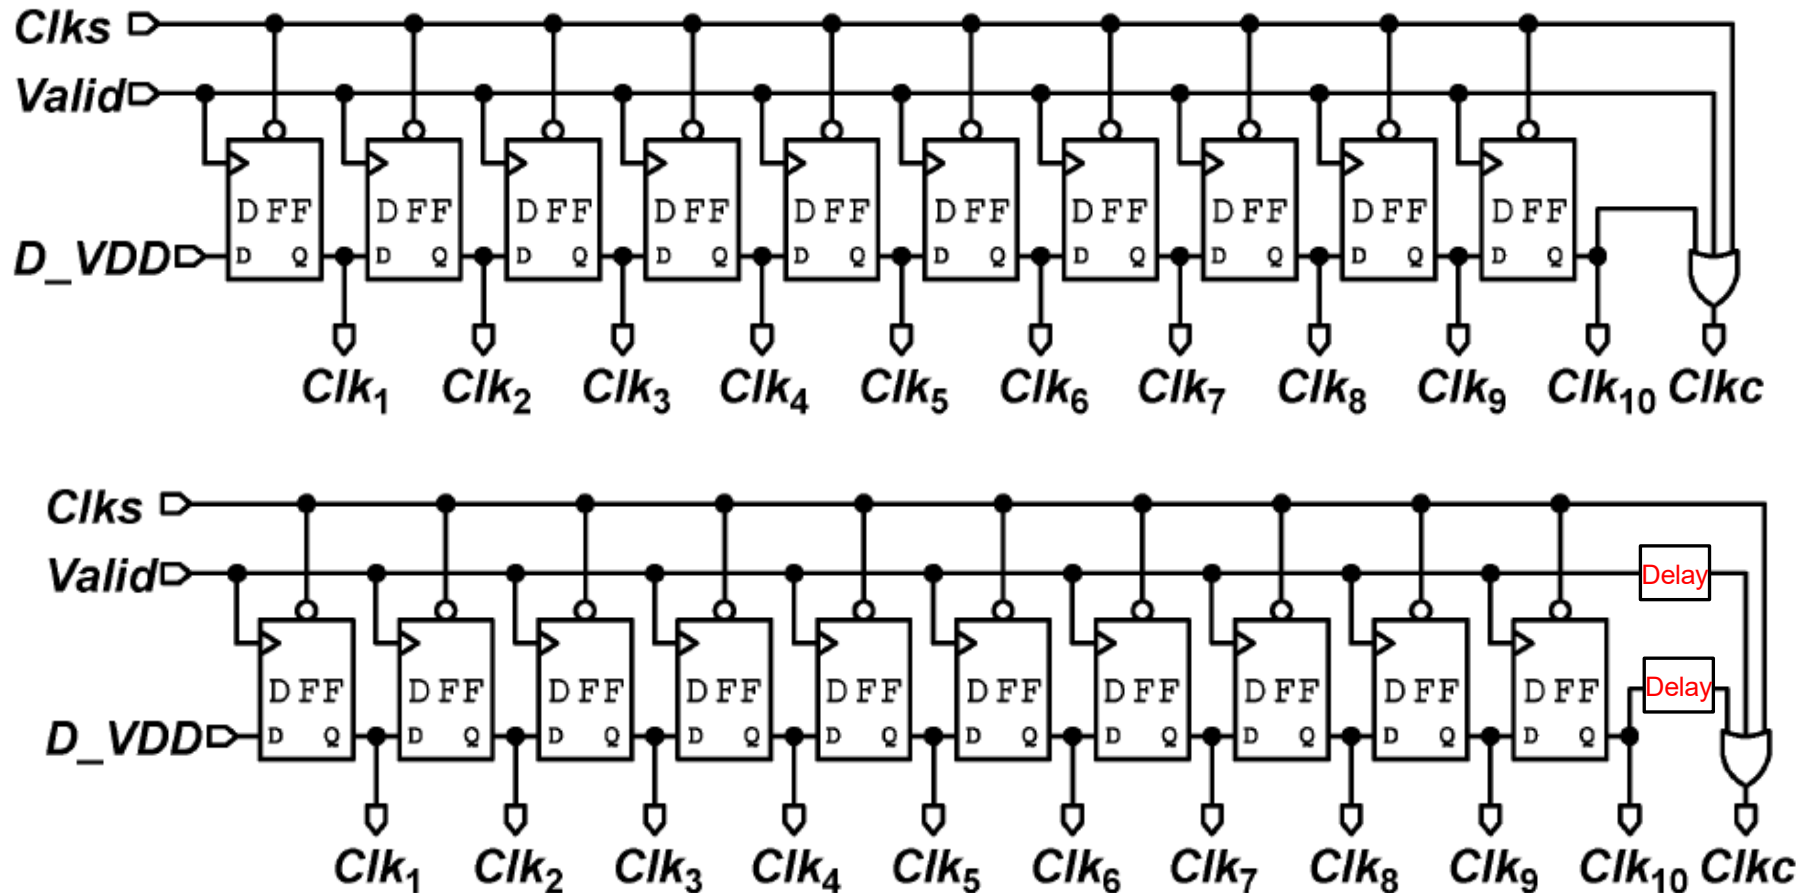 Clks
Valid
DFF DFF DFF DFF DFF DFF DFF DFF DFF DFF
D_VDD D Q D Q D Q D Q D Q D Q D Q D Q D Q D Q
Clk1 Clk2 Clk3 Clk4 Clk5 Clk6 Clk7 Clk8 Clk9 Clk10 Clkc
Clks
Valid Delay
DFF DFF DFF DFF DFF DFF DFF DFF DFF DFF Delay
D_VDD D Q D Q D Q D Q D Q D Q D Q D Q D Q D Q
Clk1 Clk2 Clk3 Clk4 Clk5 Clk6 Clk7 Clk8 Clk9 Clk10 Clkc